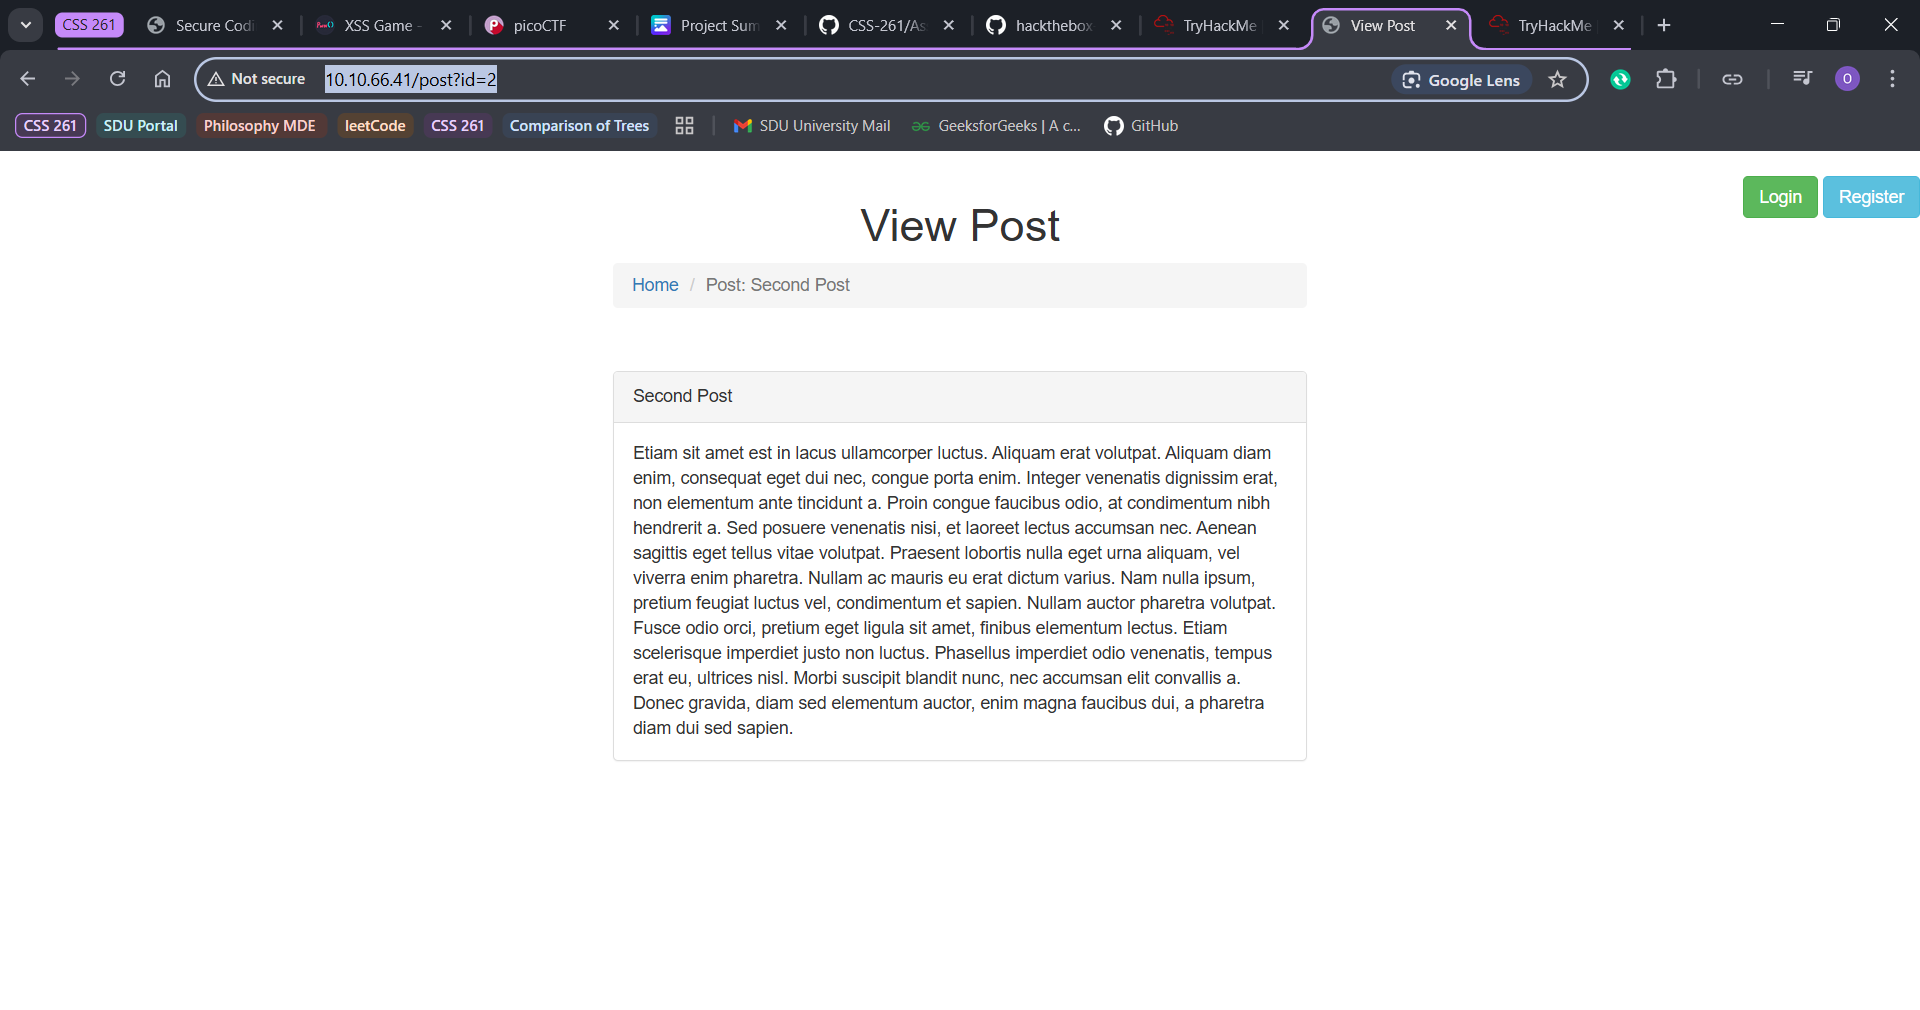 CSS 261
Secure Codi
XSS Game -
picoCTF
Project Sum
CSS-261/As
hackthebox
TryHackMe
View Post
TryHackMe
Not secure
10.10.66.41/post?id=2
Google Lens
O
CSS 261
SDU Portal
Philosophy MDE
leetCode
CSS 261
Comparison of Trees
SDU University Mail
GeeksforGeeks | A c...
GitHub
Login
Register
View Post
Home / Post: Second Post
Second Post
Etiam sit amet est in lacus ullamcorper luctus. Aliquam erat volutpat. Aliquam diam
enim, consequat eget dui nec, congue porta enim. Integer venenatis dignissim erat,
non elementum ante tincidunt a. Proin congue faucibus odio, at condimentum nibh
hendrerit a. Sed posuere venenatis nisi, et laoreet lectus accumsan nec. Aenean
sagittis eget tellus vitae volutpat. Praesent lobortis nulla eget urna aliquam, vel
viverra enim pharetra. Nullam ac mauris eu erat dictum varius. Nam nulla ipsum,
pretium feugiat luctus vel, condimentum et sapien. Nullam auctor pharetra volutpat.
Fusce odio orci, pretium eget ligula sit amet, finibus elementum lectus. Etiam
scelerisque imperdiet justo non luctus. Phasellus imperdiet odio venenatis, tempus
erat eu, ultrices nisl. Morbi suscipit blandit nunc, nec accumsan elit convallis a.
Donec gravida, diam sed elementum auctor, enim magna faucibus dui, a pharetra
diam dui sed sapien.